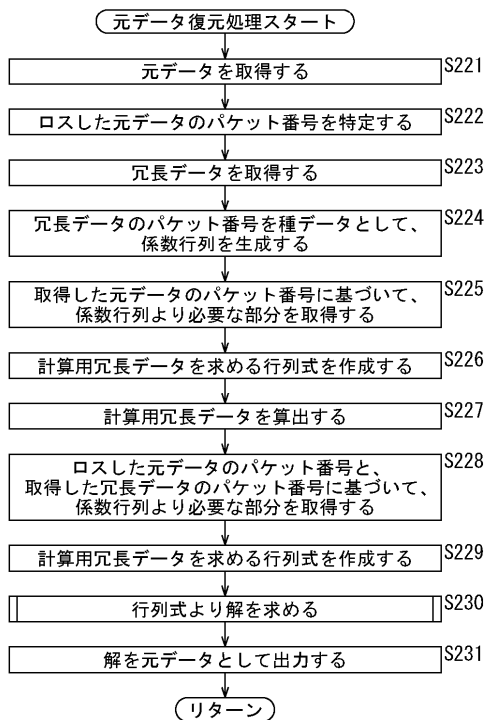 元データ復元処理スタート
元データを取得する
S221
ロスした元データのパケット番号を特定する
S222
冗長データを取得する
S223
冗長データのパケット番号を種データとして、
係数行列を生成する
S224
取得した元データのパケット番号に基づいて、
係数行列より必要な部分を取得する
S225
計算用冗長データを求める行列式を作成する
S226
計算用冗長データを算出する
S227
ロスした元データのパケット番号と、
取得した冗長データのパケット番号に基づいて、
係数行列より必要な部分を取得する
S228
計算用冗長データを求める行列式を作成する
S229
行列式より解を求める
S230
解を元データとして出力する
S231
リターン